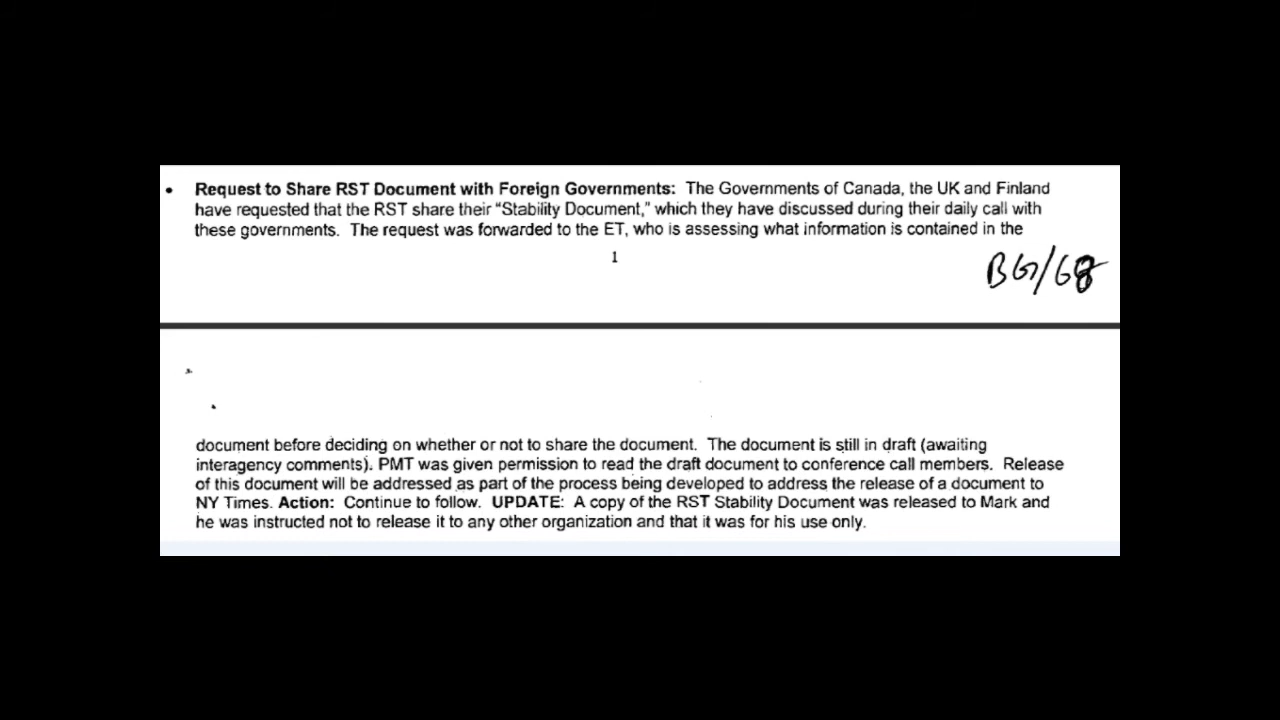 • Request to Share RST Document with Foreign Governments: The Governments of Canada, the UK and Finland
have requested that the RST share their “Stability Document,” which they have discussed during their daily call with
these governments. The request was forwarded to the ET, who is assessing what information is contained in the
1
document before deciding on whether or not to share the document. The document is still in draft (awaiting
interagency comments). PMT was given permission to read the draft document to conference call members. Release
of this document will be addressed as part of the process being developed to address the release of a document to
NY Times. Action: Continue to follow. UPDATE: A copy of the RST Stability Document was released to Mark and
he was instructed not to release it to any other organization and that it was for his use only.